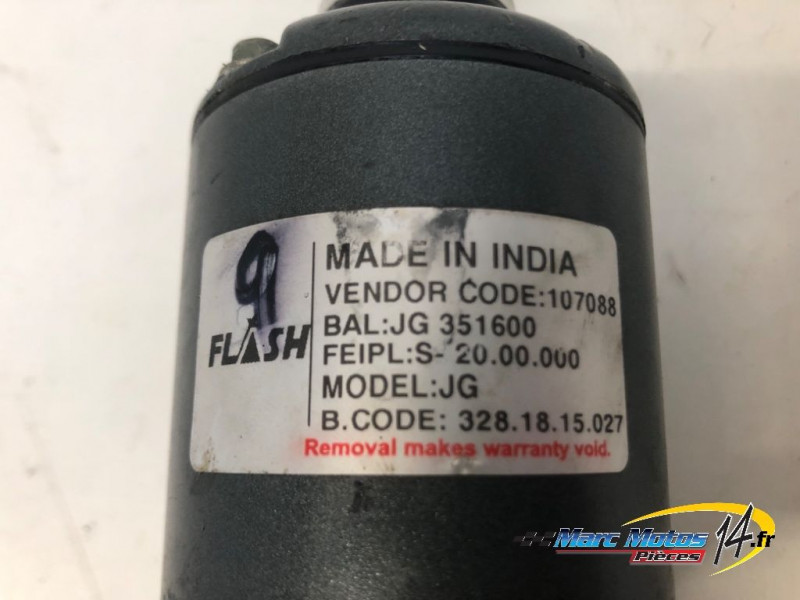 9
FLASH
MADE IN INDIA
VENDOR CODE:107088
BAL:JG 351600
FEIPL:S- 20.00.000
MODEL:JG
B.CODE: 328.18.15.027
Removal makes warranty void.
Marc Motos 14.fr
Pièces